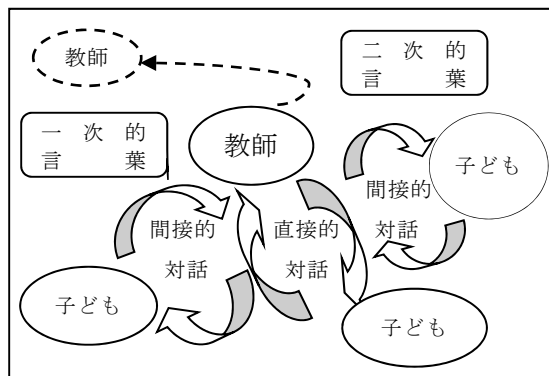 教師
二次的
言葉
一次的
言葉
教師
子ども
間接的
対話
間接的
対話
直接的
対話
子ども
子ども